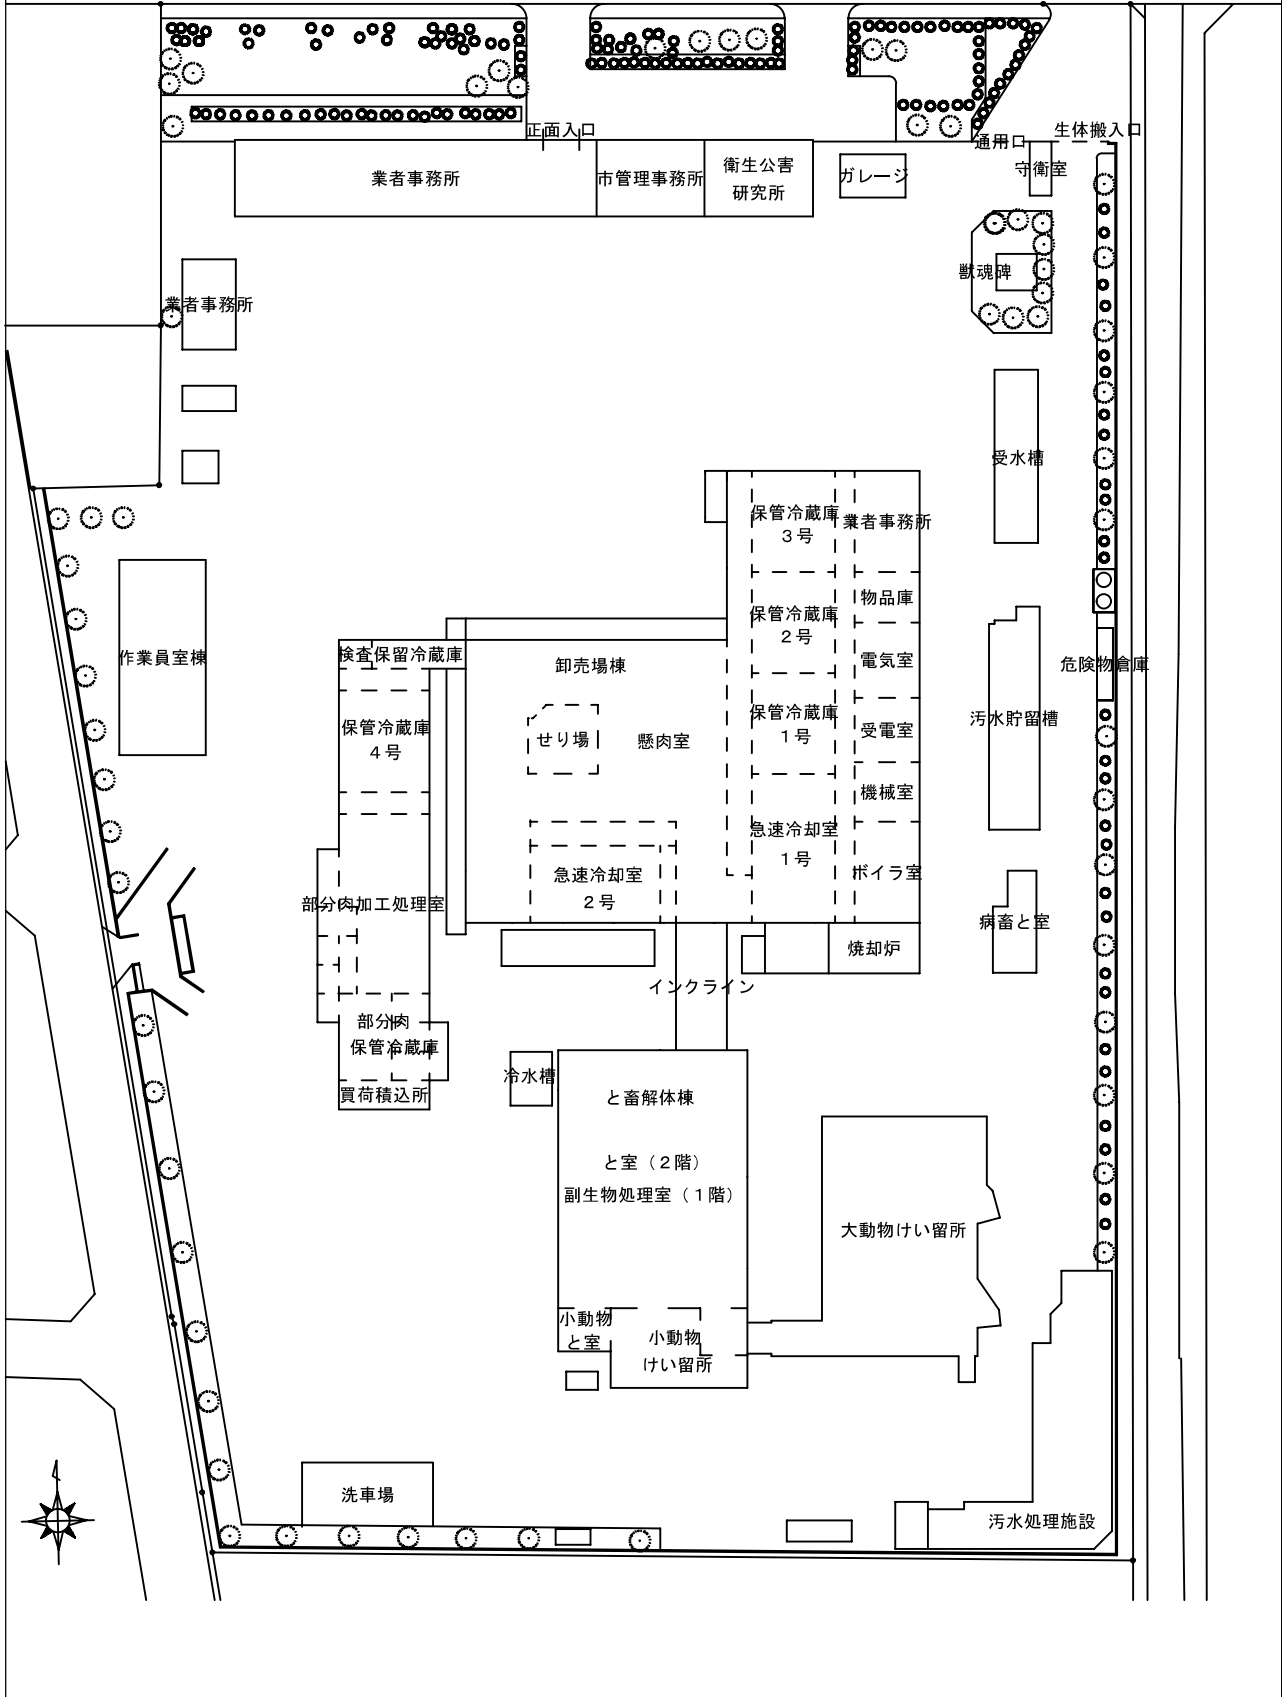 正面入口
通用口
生体搬入口
業者事務所
市管理事務所
衛生公害
研究所
ガレージ
守衛室
獣魂碑
業者事務所
受水槽
保管冷蔵庫
3号
業者事務所
物品庫
保管冷蔵庫
2号
作業員室棟
検査保留冷蔵庫
卸売場棟
電気室
危険物倉庫
保管冷蔵庫
4号
せり場
懸肉室
保管冷蔵庫
1号
受電室
汚水貯留槽
機械室
急速冷却室
1号
急速冷却室
2号
ボイラ室
部分肉加工処理室
病畜と室
焼却炉
インクライン
部分肉
保管冷蔵庫
冷水槽
買荷積込所
と畜解体棟
と室(2階)
副生物処理室(1階)
大動物けい留所
小動物
と室
小動物
けい留所
洗車場
汚水処理施設